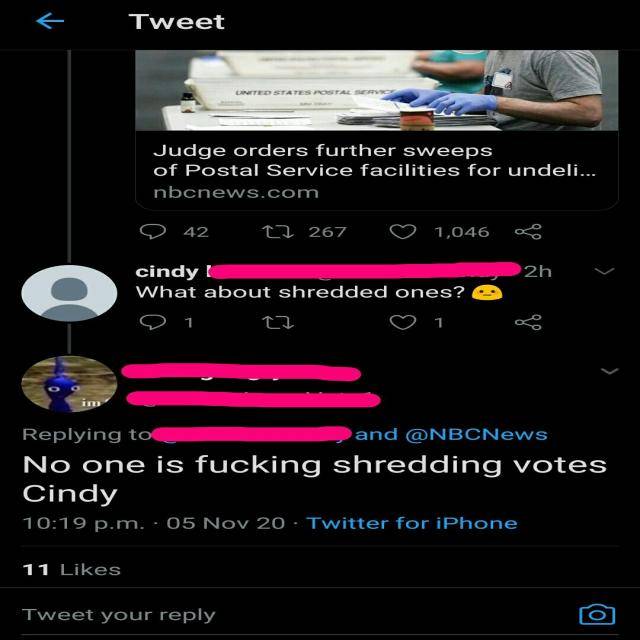 Tweet
UNITED STATES POSTAL SERVICE
Judge orders further sweeps
of Postal Service facilities for undeli...
nbcnews.com
42 267 1,046
cindy 2h
What about shredded ones? 😕
1 1
im
Replying to and @NBCNews
No one is fucking shredding votes
Cindy
10:19 p.m. · 05 Nov 20 · Twitter for iPhone
11 Likes
Tweet your reply